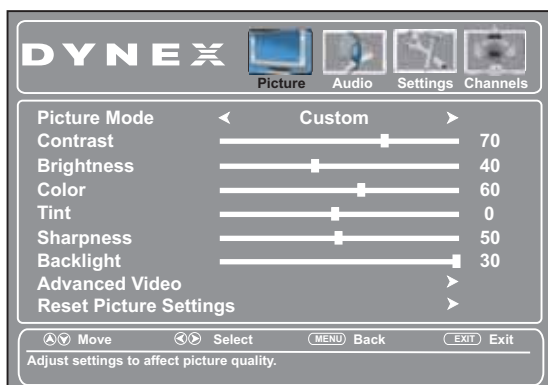 DYNEX
Picture Audio Settings Channels
Picture Mode Custom
Contrast 70
Brightness 40
Color 60
Tint 0
Sharpness 50
Backlight 30
Advanced Video
Reset Picture Settings
Move Select MENU Back EXIT Exit
Adjust settings to affect picture quality.